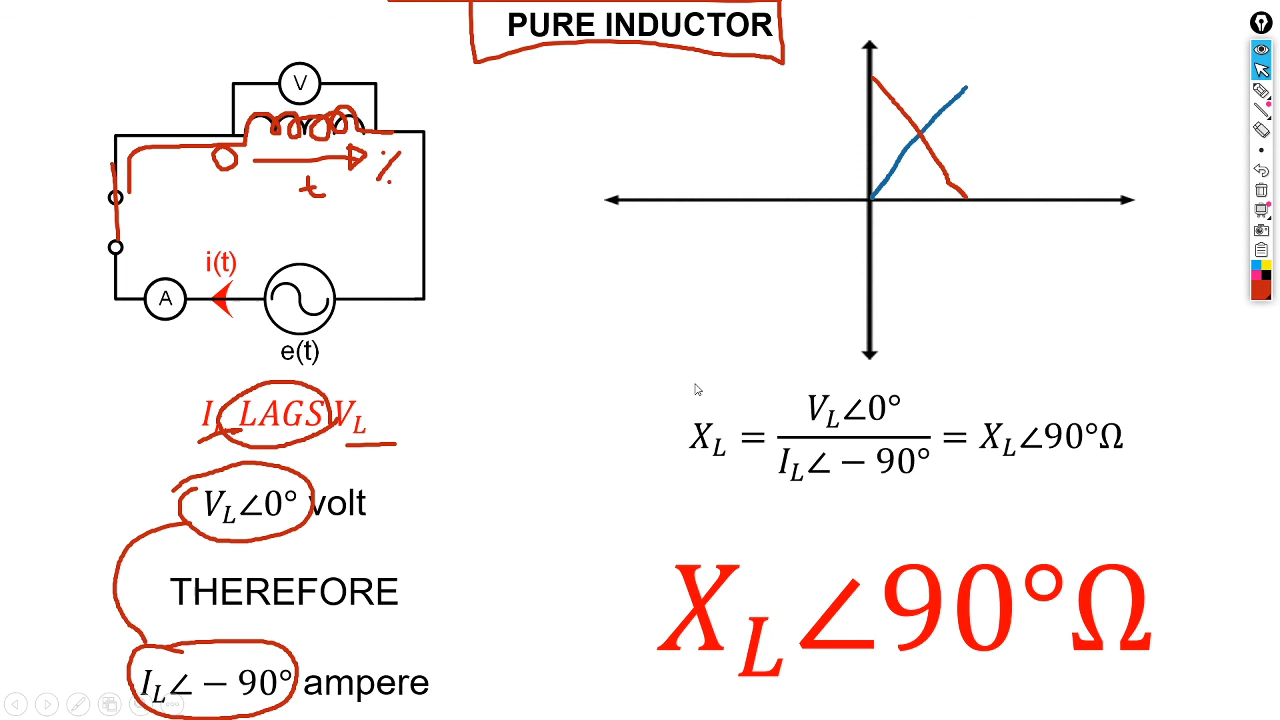 PURE INDUCTOR
V
0 t %
i(t)
A
e(t)
I LAGS V_L
V_L∠0° volt
THEREFORE
I_L∠−90° ampere
X_L = V_L∠0° / I_L∠−90° = X_L∠90°Ω
X_L∠90°Ω